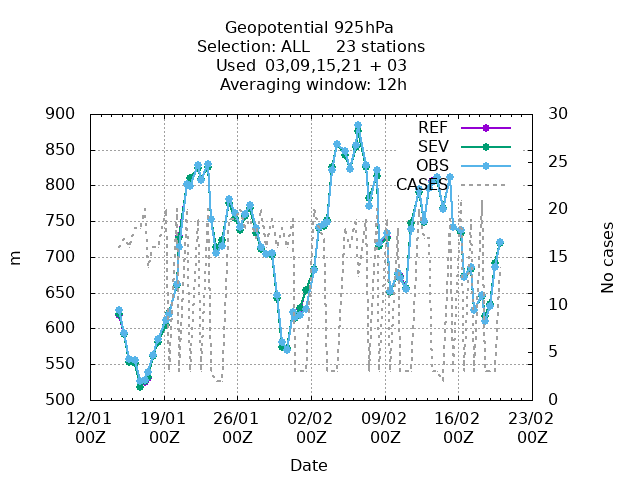 Geopotential 925hPa
Selection: ALL 23 stations
Used 03,09,15,21 + 03
Averaging window: 12h
900 30
REF
850 SEV 25
OBS
800 CASES 20
750
700 15
m No cases
650 10
600
550 5
500 0
12/01 19/01 26/01 02/02 09/02 16/02 23/02
00Z 00Z 00Z 00Z 00Z 00Z 00Z
Date